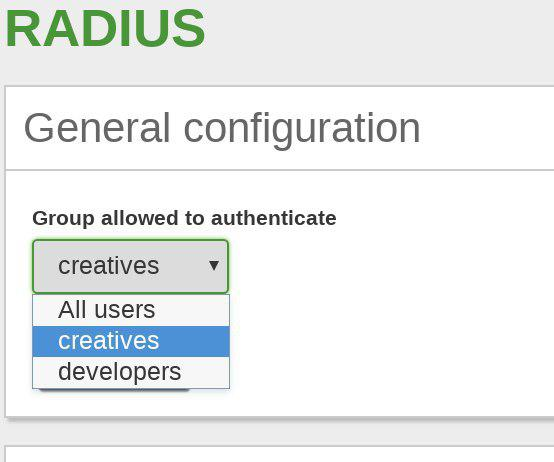 RADIUS
General configuration
Group allowed to authenticate
creatives
All users
creatives
developers